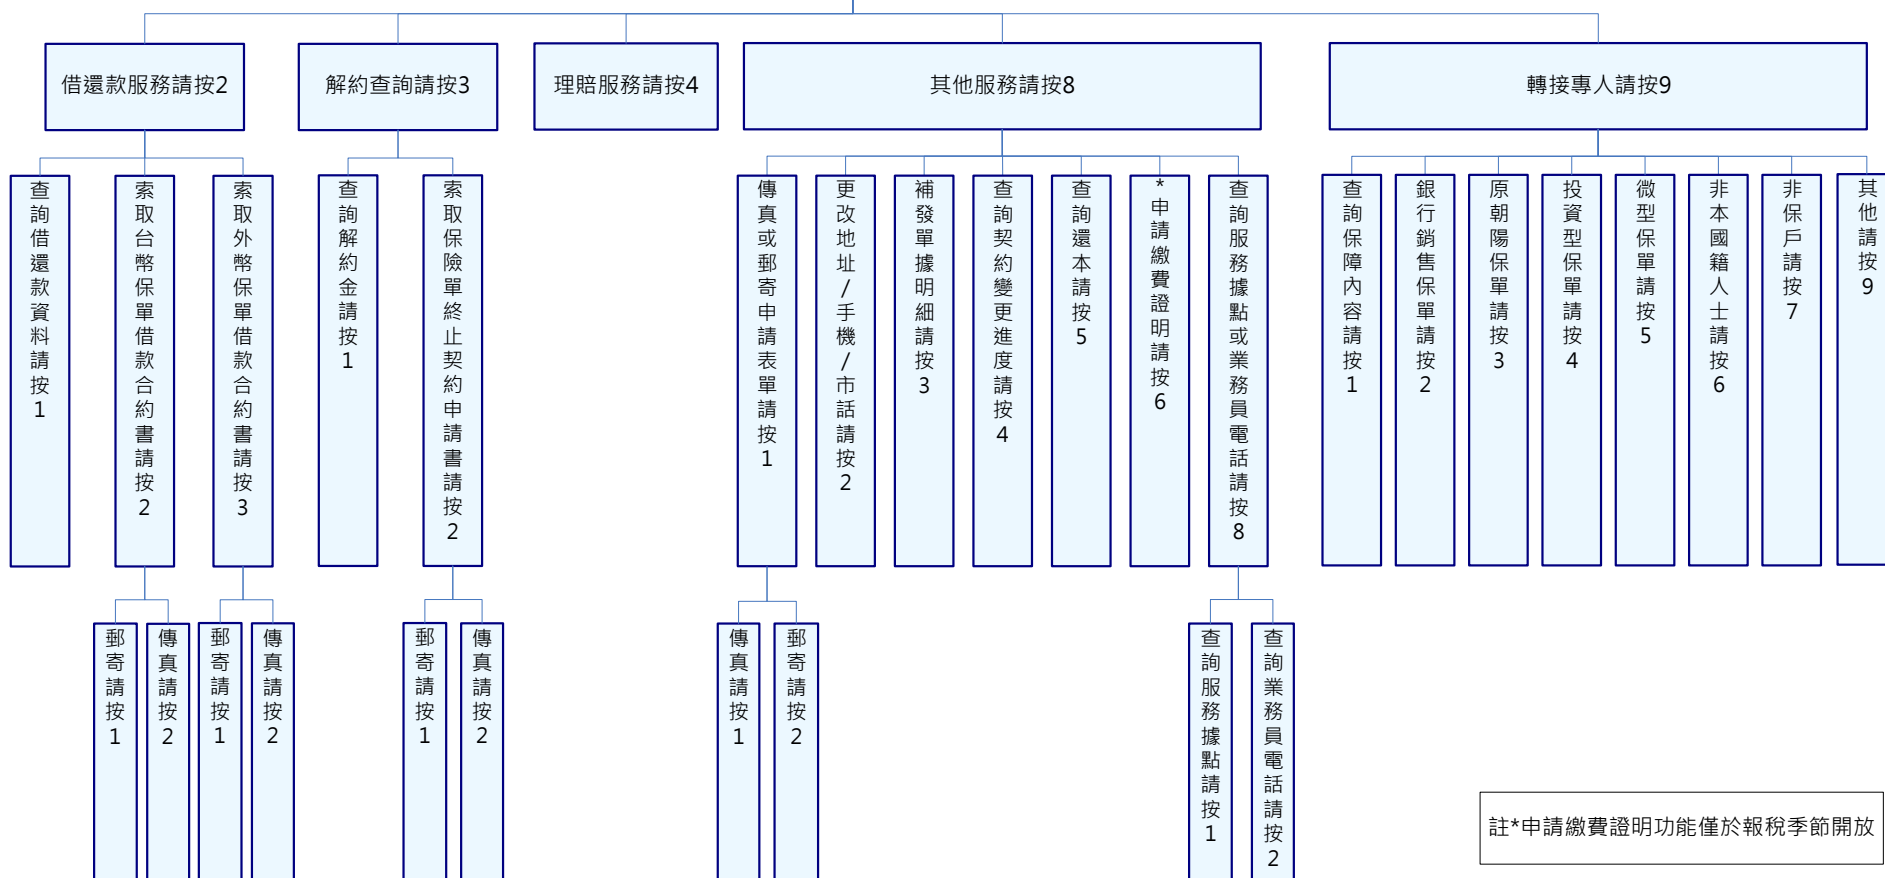 借還款服務請按2
解約查詢請按3
理賠服務請按4
其他服務請按8
轉接專人請按9
查詢借還款資料請按1
索取台幣保單借款合約書請按2
索取外幣保單借款合約書請按3
查詢解約金請按1
索取保險單終止契約申請書請按2
傳真或郵寄申請表單請按1
更改地址/手機/市話請按2
補發單據明細請按3
查詢契約變更進度請按4
查詢還本請按5
*申請繳費證明請按6
查詢服務據點或業務員電話請按8
查詢保障內容請按1
銀行銷售保單請按2
原朝陽保單請按3
投資型保單請按4
微型保單請按5
非本國籍人士請按6
非保戶請按7
其他請按9
郵寄請按1
傳真請按2
郵寄請按1
傳真請按2
郵寄請按1
傳真請按2
傳真請按1
郵寄請按2
查詢服務據點請按1
查詢業務員電話請按2
註*申請繳費證明功能僅於報稅季節開放